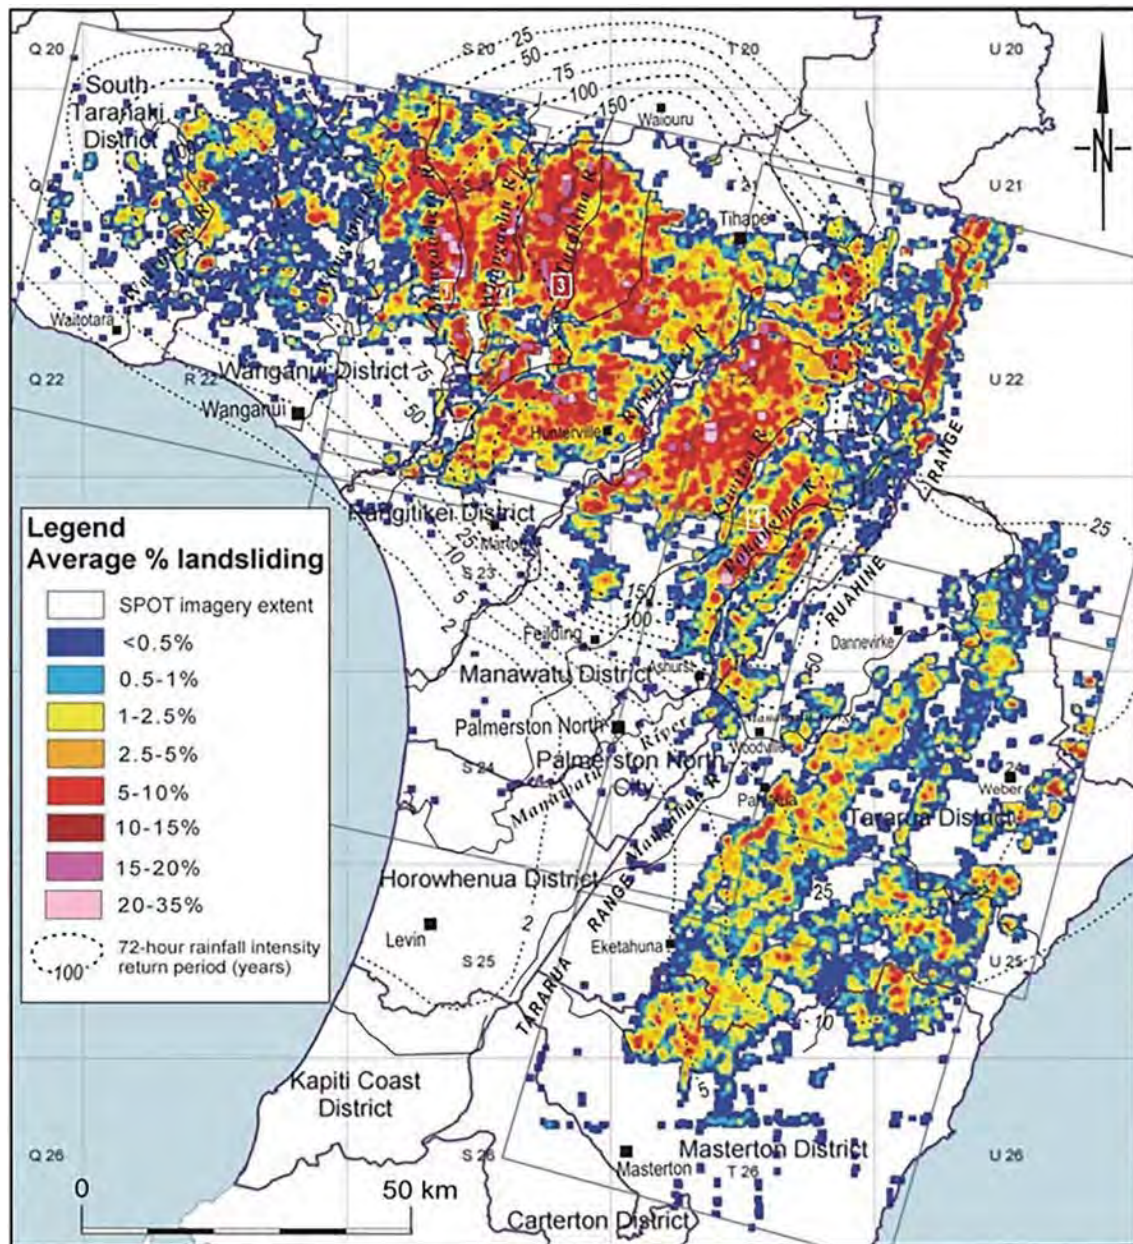 Q 20
R 20
S 20
T 20
U 20
25
50
75
100
150
South
Taranaki
District
Waiouru
N
T 21
U 21
Tihape
3
Waitotara
Q 22
R 22
U 22
Wanganui District
75
50
Wanganui
Hunterville
Rangitikei District
25
10
5
2
S 23
RUAHINE
RANGE
25
150
100
Feilding
Dannevirke
Manawatu District
Ashurst
50
Palmerston North
Woodville
Manawatu River
Palmerston North
City
S 24
Weber
Tararua District
Horowhenua District
25
Levin
2
Eketahuna
S 25
U 25
TARARUA
RANGE
10
5
Kapiti Coast
District
Masterton District
Q 26
S 26
T 26
U 26
Masterton
Carterton District
0
50 km
Legend
Average % landsliding
SPOT imagery extent
<0.5%
0.5-1%
1-2.5%
2.5-5%
5-10%
10-15%
15-20%
20-35%
72-hour rainfall intensity
return period (years)
100